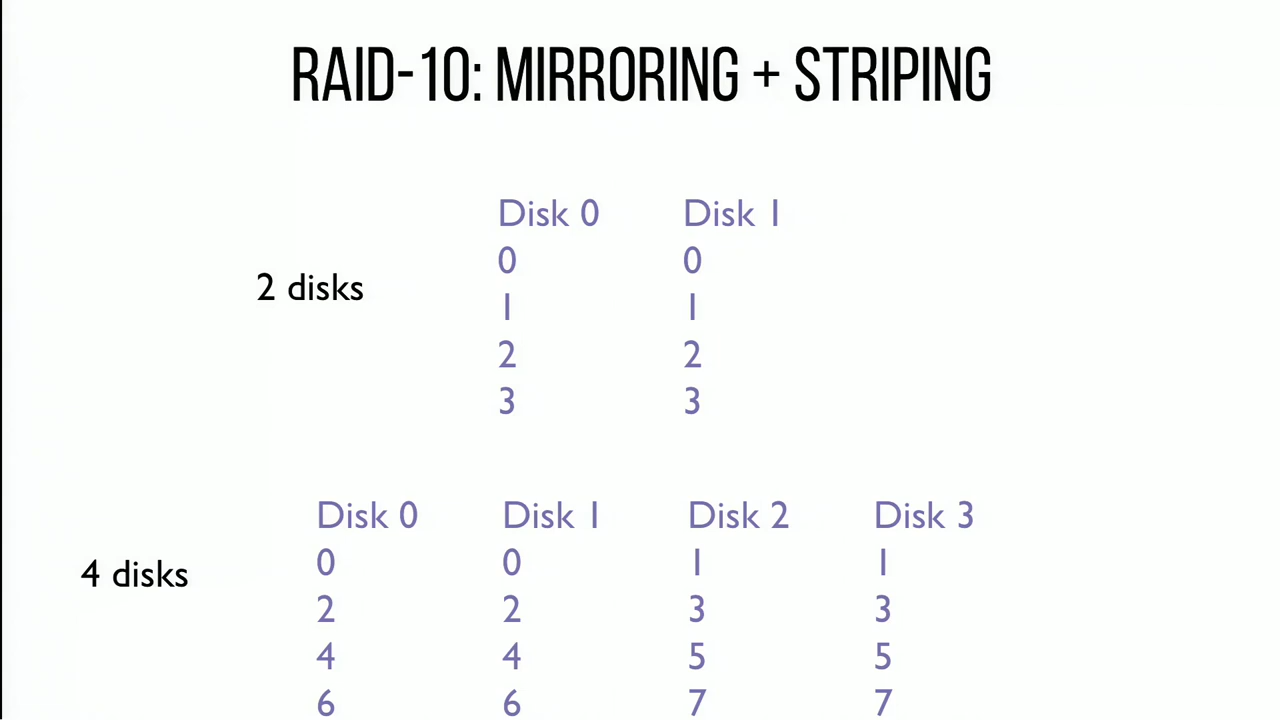 RAID-10: MIRRORING + STRIPING
2 disks
Disk 0 Disk 1
0 0
1 1
2 2
3 3
4 disks
Disk 0 Disk 1 Disk 2 Disk 3
0 0 1 1
2 2 3 3
4 4 5 5
6 6 7 7